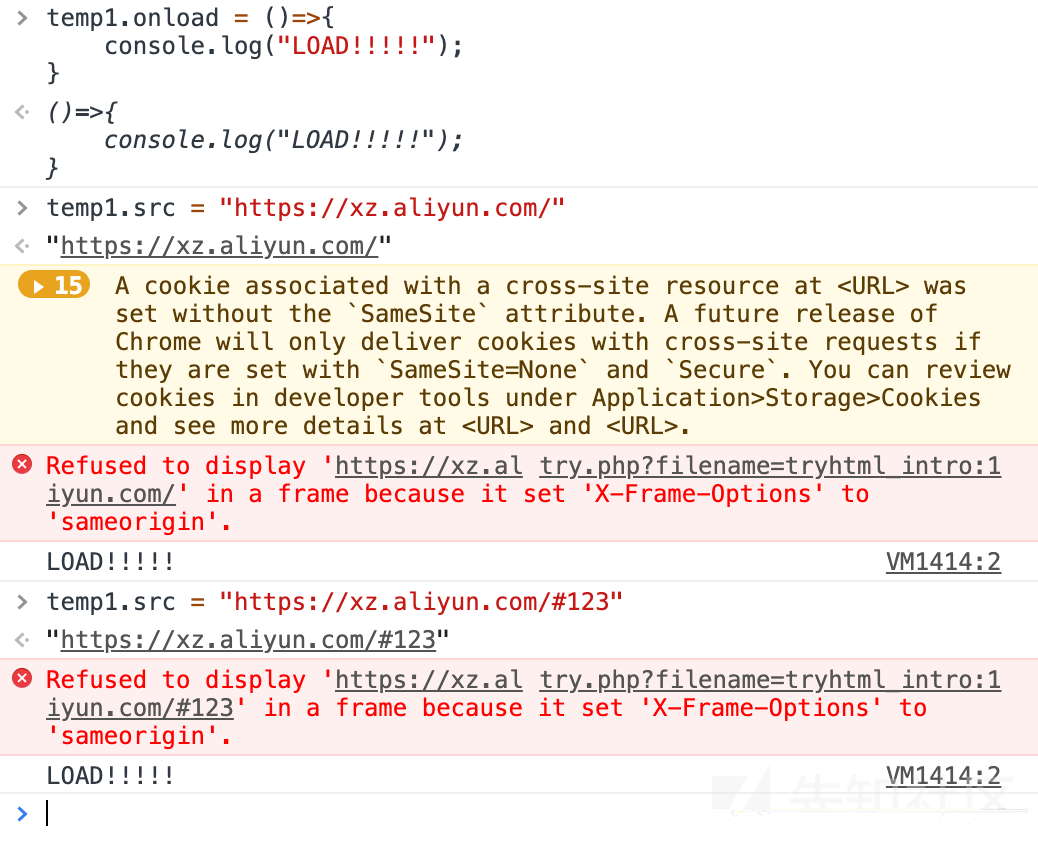 > temp1.onload = ()=>{
console.log("LOAD!!!!!");
}
()=>{
console.log("LOAD!!!!!");
}
> temp1.src = "https://xz.aliyun.com/"
"https://xz.aliyun.com/"
15 A cookie associated with a cross-site resource at <URL> was
set without the `SameSite` attribute. A future release of
Chrome will only deliver cookies with cross-site requests if
they are set with `SameSite=None` and `Secure`. You can review
cookies in developer tools under Application>Storage>Cookies
and see more details at <URL> and <URL>.
Refused to display 'https://xz.al try.php?filename=tryhtml_intro:1
iyun.com/' in a frame because it set 'X-Frame-Options' to
'sameorigin'.
LOAD!!!!! VM1414:2
> temp1.src = "https://xz.aliyun.com/#123"
"https://xz.aliyun.com/#123"
Refused to display 'https://xz.al try.php?filename=tryhtml_intro:1
iyun.com/#123' in a frame because it set 'X-Frame-Options' to
'sameorigin'.
LOAD!!!!! VM1414:2
>